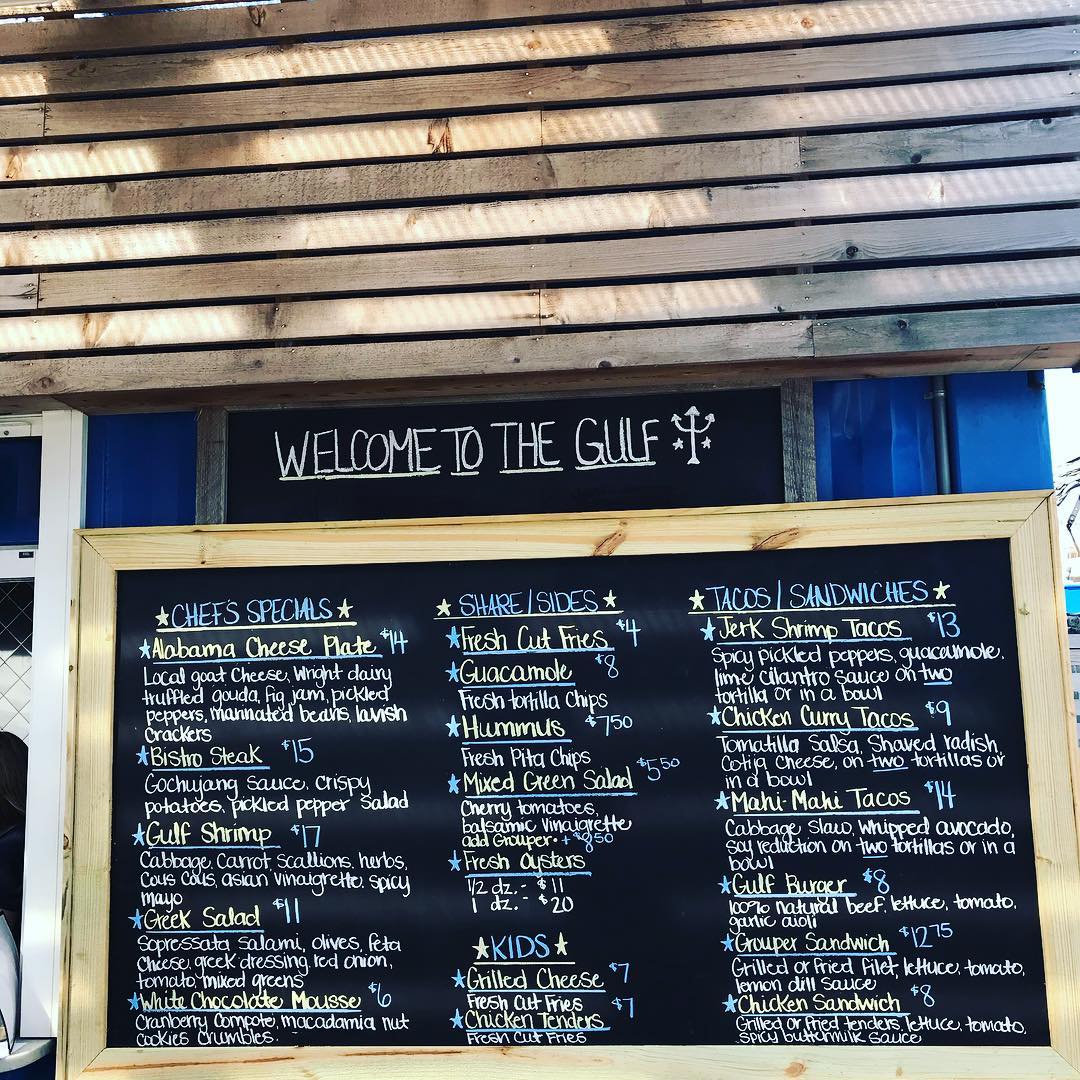 WELCOME TO THE GULF
CHEF'S SPECIALS
Alabama Cheese Plate $14
Local goat Cheese, Wright dairy
truffled gouda, fig jam, pickled
peppers, marinated beans, lavish
crackers
Bistro Steak $15
Gochujang sauce, crispy
potatoes, pickled pepper salad
Gulf Shrimp $17
Cabbage, Carrot, scallions, herbs,
Cous Cous, asian vinaigrette, spicy
mayo
Greek Salad $11
Sopressata salami, olives, feta
Cheese, greek dressing, red onion,
tomato, mixed greens
White Chocolate Mousse $6
Cranberry Compote, macadamia nut
cookies crumbles.
SHARE/SIDES
Fresh Cut Fries $4
Guacamole $8
Fresh tortilla Chips
Hummus $7.50
Fresh Pita Chips
Mixed Green Salad $5.50
Cherry tomatoes,
balsamic vinaigrette
add Grouper • + $8.50
Fresh Oysters
1/2 dz. - $11
1 dz. - $20
KIDS
Grilled Cheese $7
Fresh Cut Fries
Chicken Tenders $7
Fresh Cut Fries
TACOS/SANDWICHES
Jerk Shrimp Tacos $13
Spicy pickled peppers, guacaumole,
lime cilantro sauce on two
tortilla or in a bowl
Chicken Curry Tacos $9
Tomatilla Salsa, Shaved radish,
Cotija Cheese, on two tortillas or
in a bowl
Mahi-Mahi Tacos $14
Cabbage Slaw, whipped avocado,
soy reduction on two tortillas or in a
bowl
Gulf Burger $8
100% natural beef, lettuce, tomato,
garlic aioli
Grouper Sandwich $12.75
Grilled or fried filet, lettuce, tomato,
lemon dill sauce
Chicken Sandwich $8
Grilled or fried tenders, lettuce, tomato,
spicy buttermilk sauce